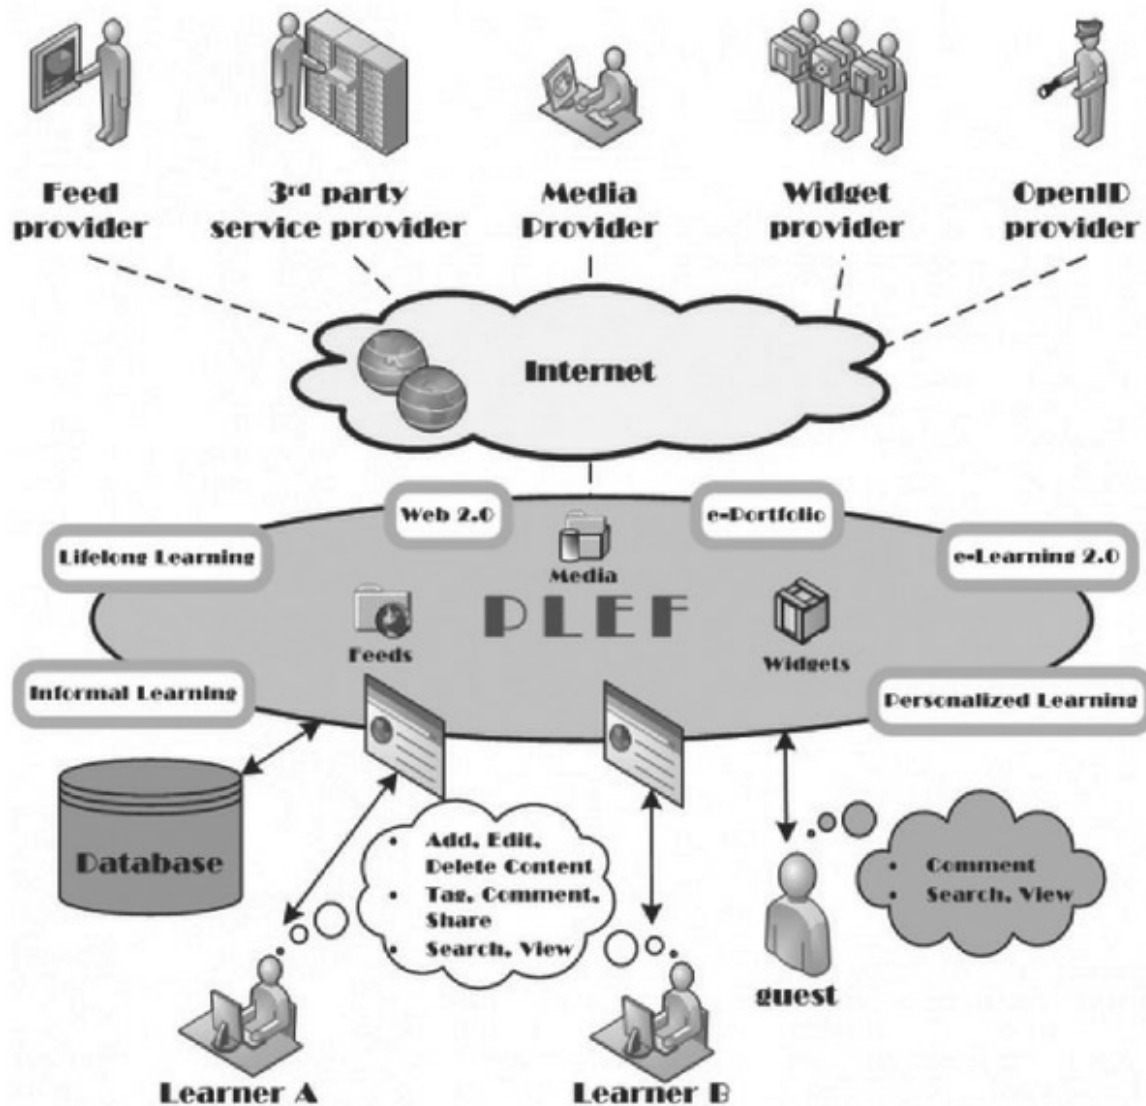 Feed
provider
3rd party
service provider
Media
Provider
Widget
provider
OpenID
provider
Internet
Web 2.0
e-Portfolio
Lifelong Learning
e-Learning 2.0
Media
PLEF
Feeds
Widgets
Informal Learning
Personalized Learning
Database
• Add, Edit,
Delete Content
• Tag, Comment,
Share
• Search, View
• Comment
• Search, View
guest
Learner A
Learner B